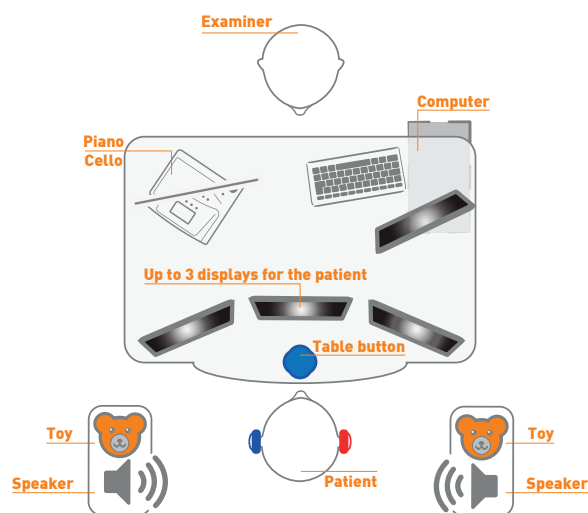 Examiner
Computer
Piano
Cello
Up to 3 displays for the patient
Table button
Toy
Toy
Speaker
Patient
Speaker